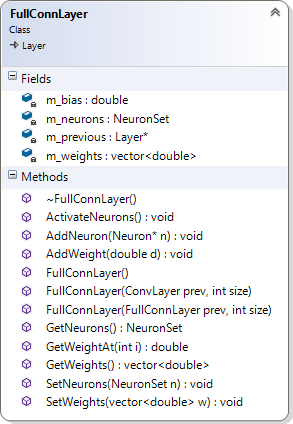 FullConnLayer
Class
Layer
Fields
m_bias : double
m_neurons : NeuronSet
m_previous : Layer*
m_weights : vector<double>
Methods
~FullConnLayer()
ActivateNeurons() : void
AddNeuron(Neuron* n) : void
AddWeight(double d) : void
FullConnLayer()
FullConnLayer(ConvLayer prev, int size)
FullConnLayer(FullConnLayer prev, int size)
GetNeurons() : NeuronSet
GetWeightAt(int i) : double
GetWeights() : vector<double>
SetNeurons(NeuronSet n) : void
SetWeights(vector<double> w) : void